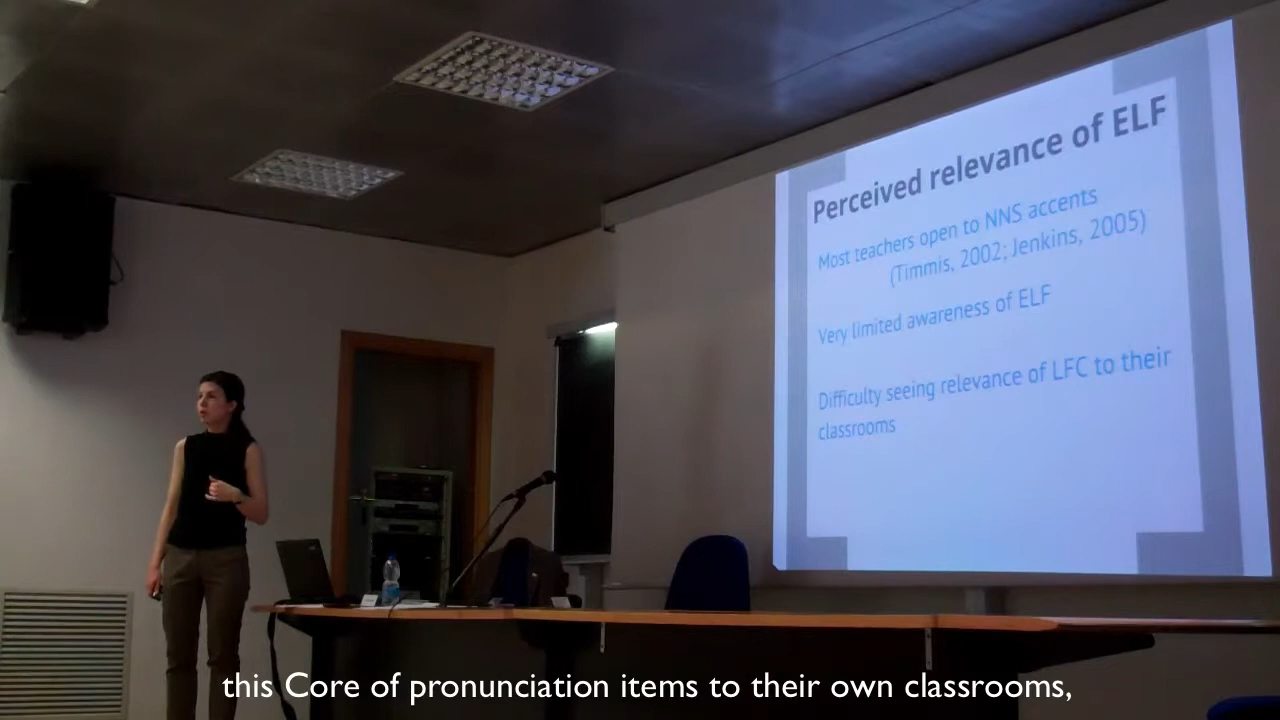 Perceived relevance of ELF
Most teachers open to NNS accents
(Timmis, 2002; Jenkins, 2005)
Very limited awareness of ELF
Difficulty seeing relevance of LFC to their
classrooms
this Core of pronunciation items to their own classrooms,